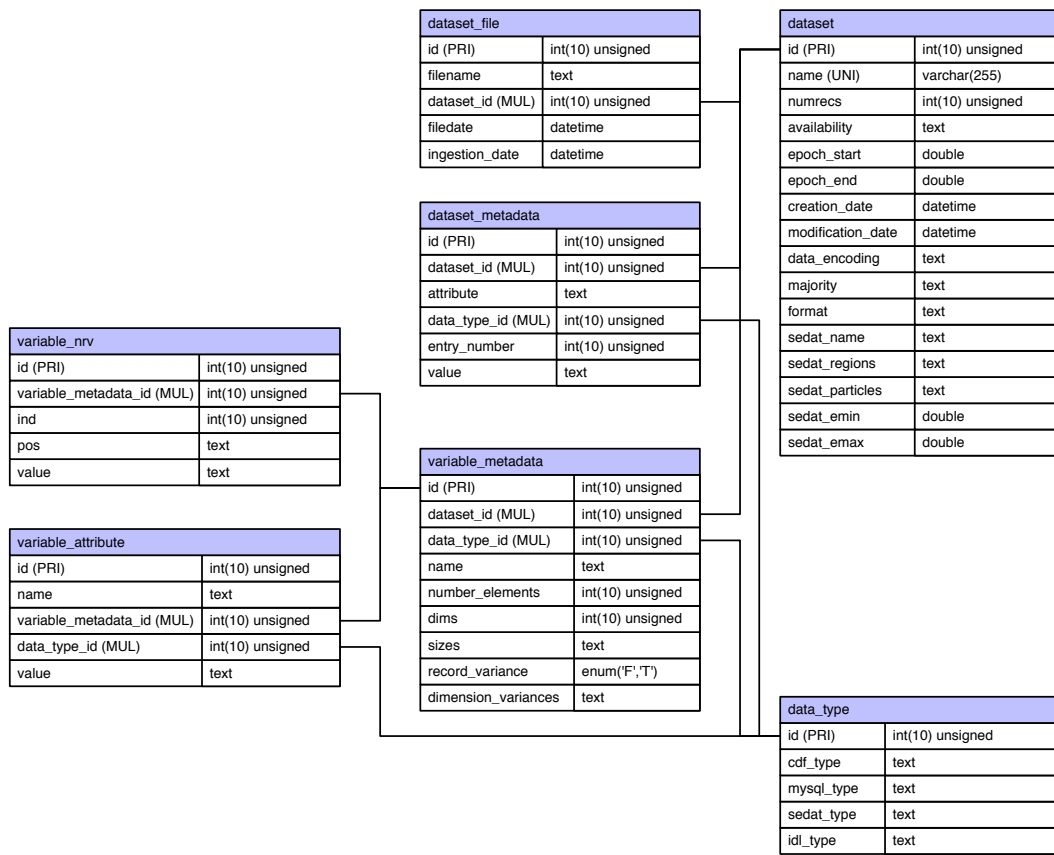 dataset_file
id (PRI) int(10) unsigned
filename text
dataset_id (MUL) int(10) unsigned
filedate datetime
ingestion_date datetime
dataset
id (PRI) int(10) unsigned
name (UNI) varchar(255)
numrecs int(10) unsigned
availability text
epoch_start double
epoch_end double
creation_date datetime
modification_date datetime
data_encoding text
majority text
format text
sedat_name text
sedat_regions text
sedat_particles text
sedat_emin double
sedat_emax double
dataset_metadata
id (PRI) int(10) unsigned
dataset_id (MUL) int(10) unsigned
attribute text
data_type_id (MUL) int(10) unsigned
entry_number int(10) unsigned
value text
variable_nrv
id (PRI) int(10) unsigned
variable_metadata_id (MUL) int(10) unsigned
ind int(10) unsigned
pos text
value text
variable_metadata
id (PRI) int(10) unsigned
dataset_id (MUL) int(10) unsigned
data_type_id (MUL) int(10) unsigned
name text
number_elements int(10) unsigned
dims int(10) unsigned
sizes text
record_variance enum('F','T')
dimension_variances text
variable_attribute
id (PRI) int(10) unsigned
name text
variable_metadata_id (MUL) int(10) unsigned
data_type_id (MUL) int(10) unsigned
value text
data_type
id (PRI) int(10) unsigned
cdf_type text
mysql_type text
sedat_type text
idl_type text